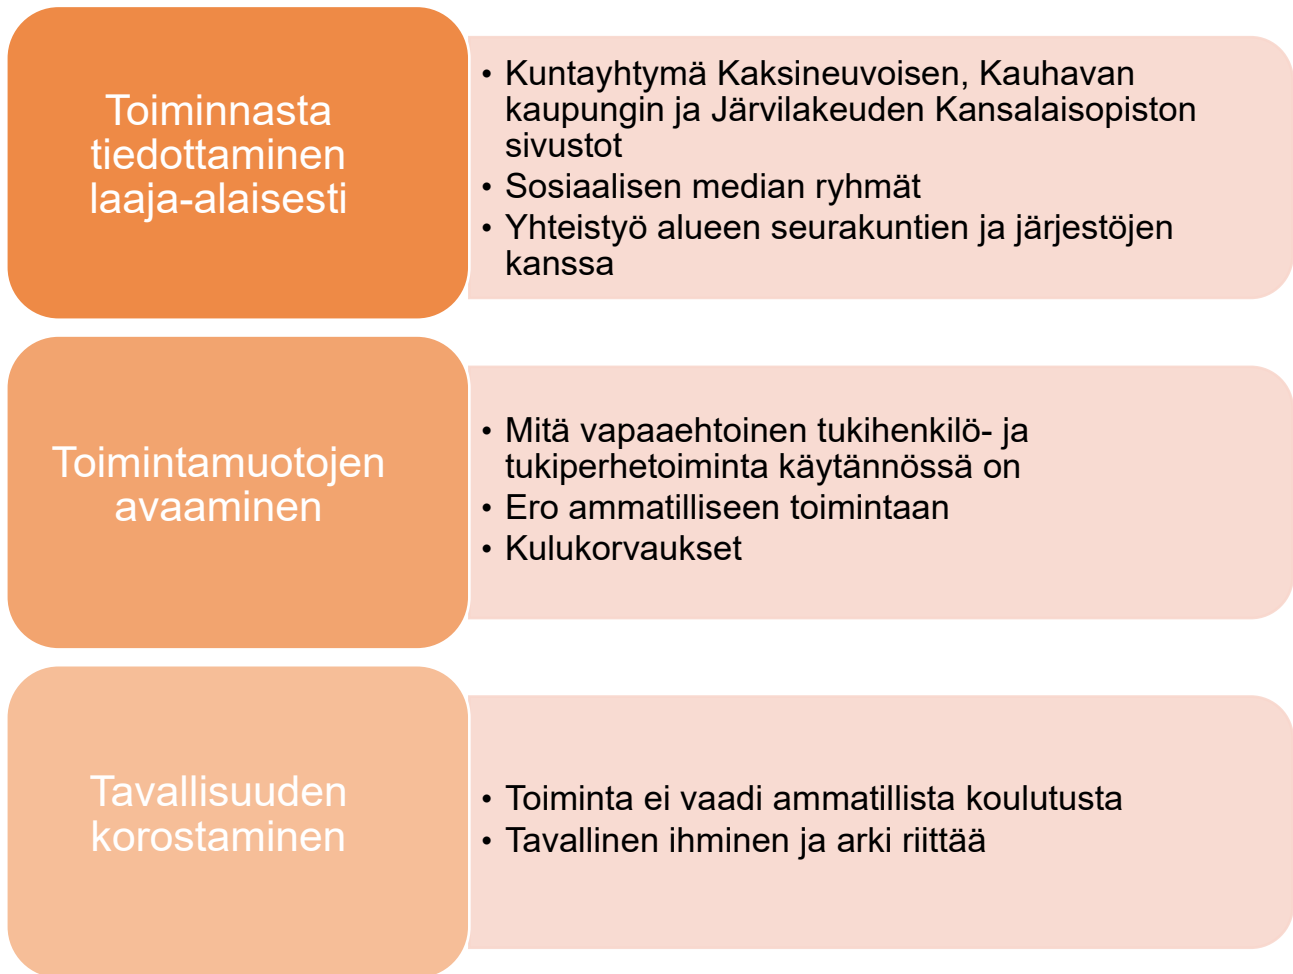 Toiminnasta
tiedottaminen
laaja-alaisesti
• Kuntayhtymä Kaksineuvoisen, Kauhavan
kaupungin ja Järvilakeuden Kansalaisopiston
sivustot
• Sosiaalisen median ryhmät
• Yhteistyö alueen seurakuntien ja järjestöjen
kanssa
Toimintamuotojen
avaaminen
• Mitä vapaaehtoinen tukihenkilö- ja
tukiperhetoiminta käytännössä on
• Ero ammatilliseen toimintaan
• Kulukorvaukset
Tavallisuuden
korostaminen
• Toiminta ei vaadi ammatillista koulutusta
• Tavallinen ihminen ja arki riittää